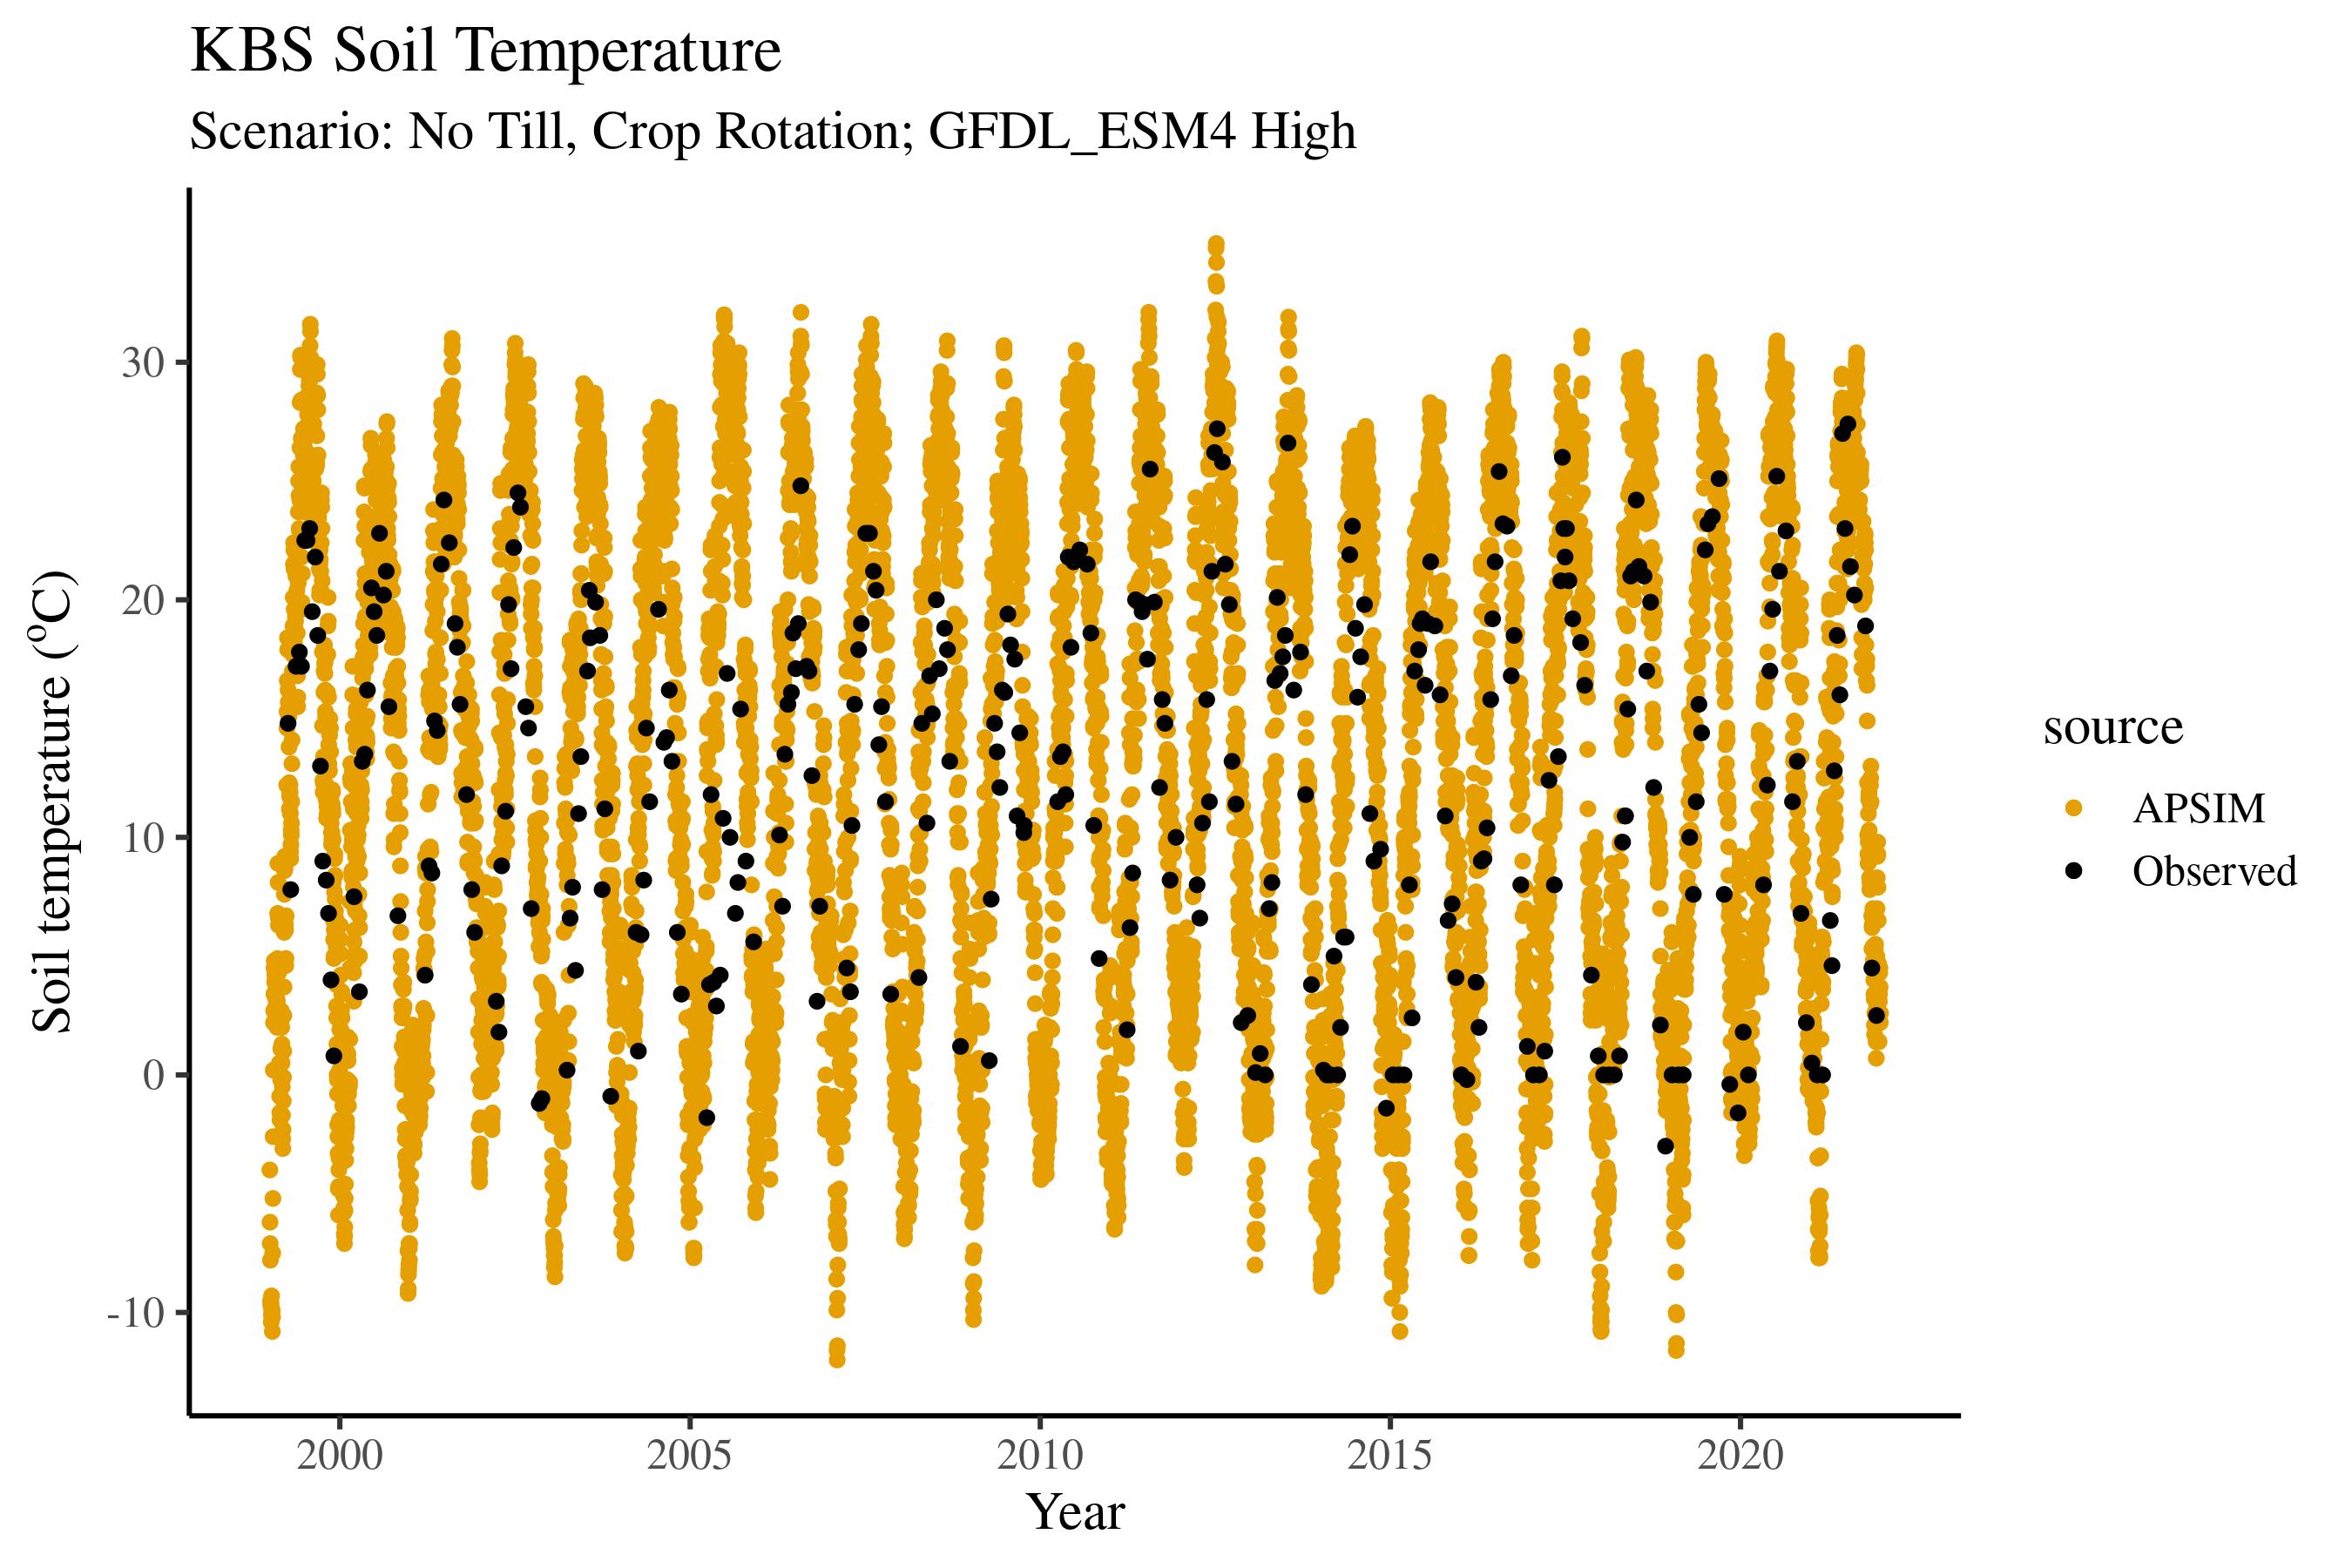 KBS Soil Temperature
Scenario: No Till, Crop Rotation; GFDL_ESM4 High
Soil temperature (°C)
30
20
10
0
-10
2000 2005 2010 2015 2020
Year
source
APSIM
Observed